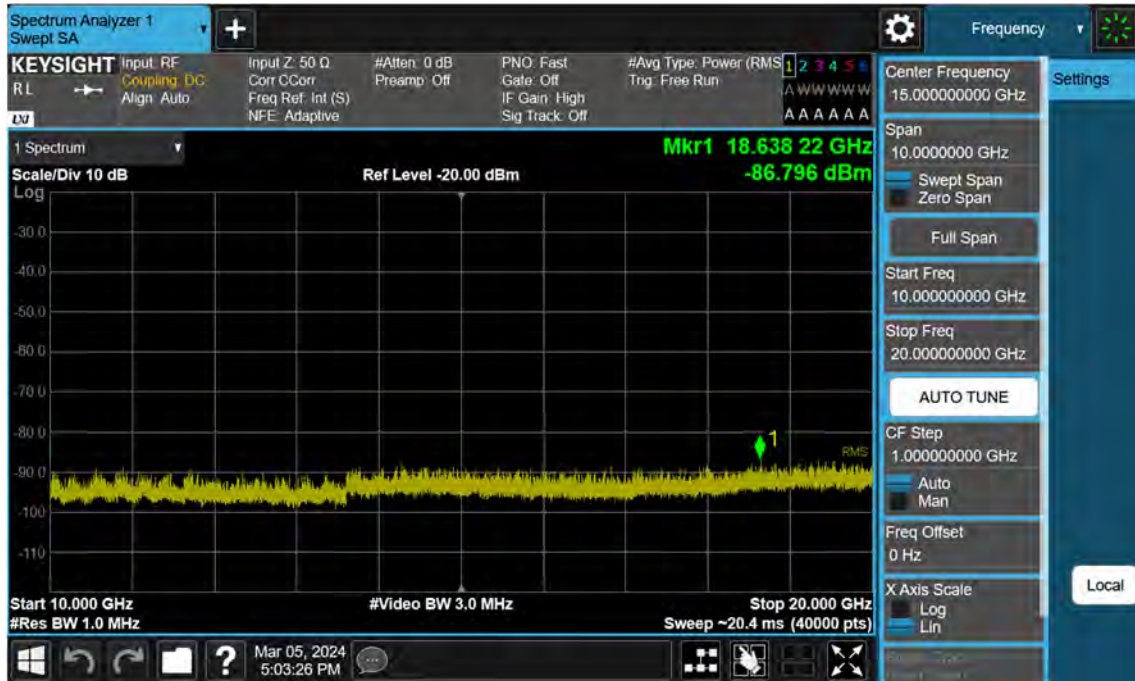 Spectrum Analyzer 1
Swept SA
+
Frequency
KEYSIGHT
RL
LXI
Input: RF
Coupling: DC
Align: Auto
Input Z: 50 Ω
Corr CCorr
Freq Ref: Int (S)
NFE: Adaptive
#Atten: 0 dB
Preamp: Off
PNO: Fast
Gate: Off
IF Gain: High
Sig Track: Off
#Avg Type: Power (RMS
Trig: Free Run
1 2 3 4 5 6
A W W W W W
A A A A A A
1 Spectrum
Mkr1 18.638 22 GHz
-86.796 dBm
Scale/Div 10 dB
Ref Level -20.00 dBm
Log
-30.0
-40.0
-50.0
-60.0
-70.0
-80.0
-90.0
-100
-110
1
RMS
Start 10.000 GHz
#Video BW 3.0 MHz
Stop 20.000 GHz
#Res BW 1.0 MHz
Sweep ~20.4 ms (40000 pts)
?
Mar 05, 2024
5:03:26 PM
Center Frequency
15.000000000 GHz
Span
10.0000000 GHz
Swept Span
Zero Span
Full Span
Start Freq
10.000000000 GHz
Stop Freq
20.000000000 GHz
AUTO TUNE
CF Step
1.000000000 GHz
Auto
Man
Freq Offset
0 Hz
X Axis Scale
Log
Lin
Settings
Local